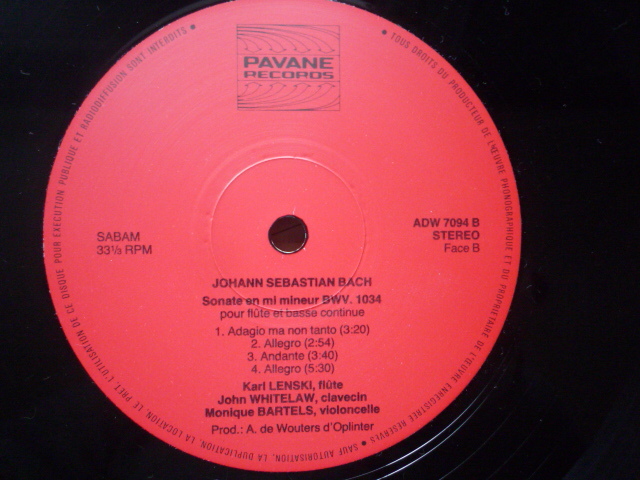 PAVANE
RECORDS
SABAM
33⅓ RPM
ADW 7094 B
STEREO
Face B
JOHANN SEBASTIAN BACH
Sonate en mi mineur BWV. 1034
pour flûte et basse continue
1. Adagio ma non tanto (3:20)
2. Allegro (2:54)
3. Andante (3:40)
4. Allegro (5:30)
Karl LENSKI, flûte
John WHITELAW, clavecin
Monique BARTELS, violoncelle
Prod.: A. de Wouters d'Oplinter
• TOUS DROITS DU PRODUCTEUR DE L'ŒUVRE PHONOGRAPHIQUE ET DU PROPRIETAIRE DE L'ŒUVRE ENREGISTREE RESERVES • SAUF AUTORISATION, LA DUPLICATION, LA LOCATION, LE PRET, L'UTILISATION DE CE DISQUE POUR EXECUTION PUBLIQUE ET RADIODIFFUSION SONT INTERDITS •